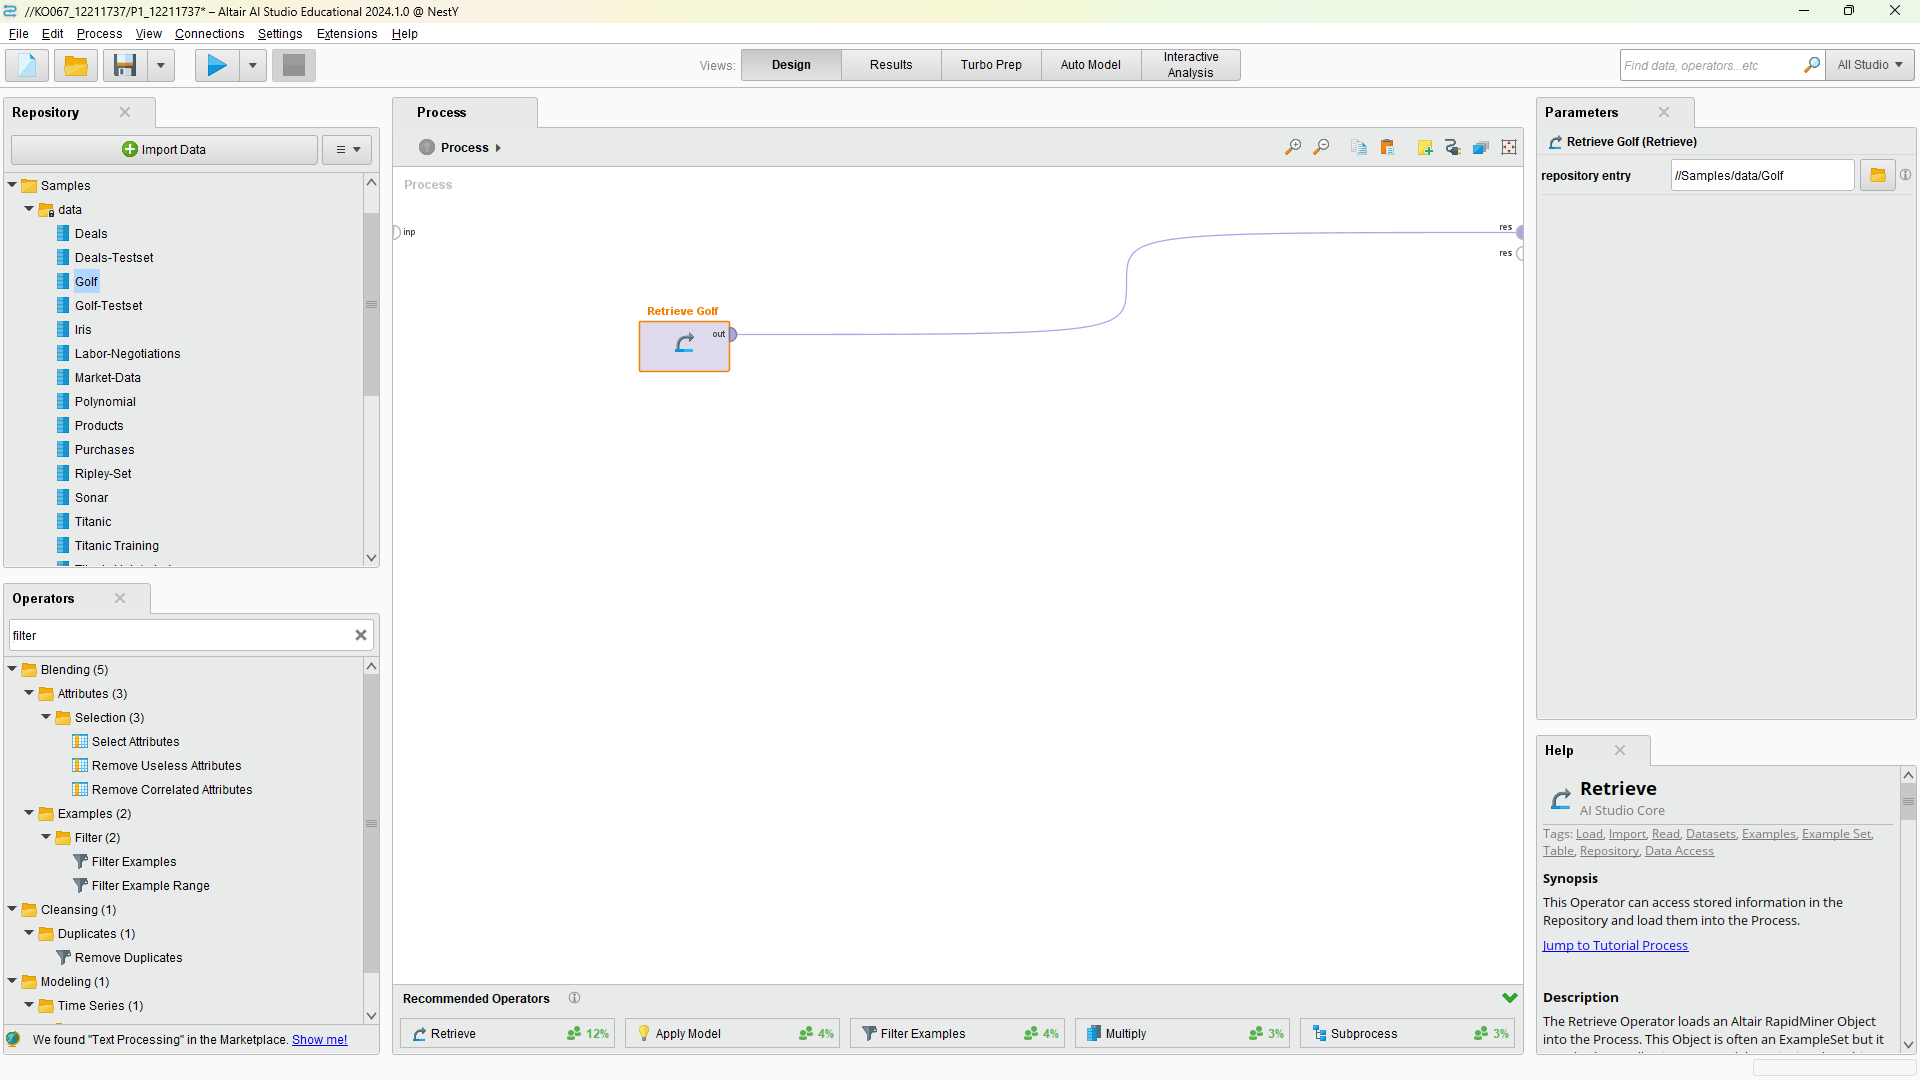 //KO067_12211737/P1_12211737* – Altair AI Studio Educational 2024.1.0 @ NestY
File Edit Process View Connections Settings Extensions Help
Views: Design Results Turbo Prep Auto Model Interactive Analysis
Find data, operators...etc All Studio
Repository
Import Data
Samples
data
Deals
Deals-Testset
Golf
Golf-Testset
Iris
Labor-Negotiations
Market-Data
Polynomial
Products
Purchases
Ripley-Set
Sonar
Titanic
Titanic Training
Operators
filter
Blending (5)
Attributes (3)
Selection (3)
Select Attributes
Remove Useless Attributes
Remove Correlated Attributes
Examples (2)
Filter (2)
Filter Examples
Filter Example Range
Cleansing (1)
Duplicates (1)
Remove Duplicates
Modeling (1)
Time Series (1)
We found "Text Processing" in the Marketplace. Show me!
Process
Process
Process
inp
res
res
Retrieve Golf
out
Recommended Operators
Retrieve 12%
Apply Model 4%
Filter Examples 4%
Multiply 3%
Subprocess 3%
Parameters
Retrieve Golf (Retrieve)
repository entry //Samples/data/Golf
Help
Retrieve
AI Studio Core
Tags: Load, Import, Read, Datasets, Examples, Example Set,
Table, Repository, Data Access
Synopsis
This Operator can access stored information in the
Repository and load them into the Process.
Jump to Tutorial Process
Description
The Retrieve Operator loads an Altair RapidMiner Object
into the Process. This Object is often an ExampleSet but it